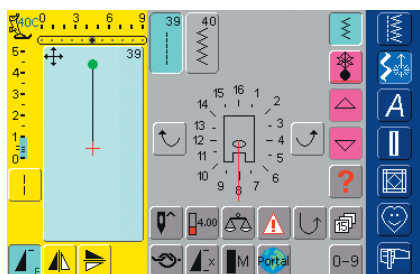 40C 0 3 6 9
39 40
39
5-
4-
3-
2-
1-
0
16 1
15 2
14 3
13 - - 4
12 - - 5
11 -
10 6
9 8 7
?
4.00
15
F
x
M
Portal
0-9
A